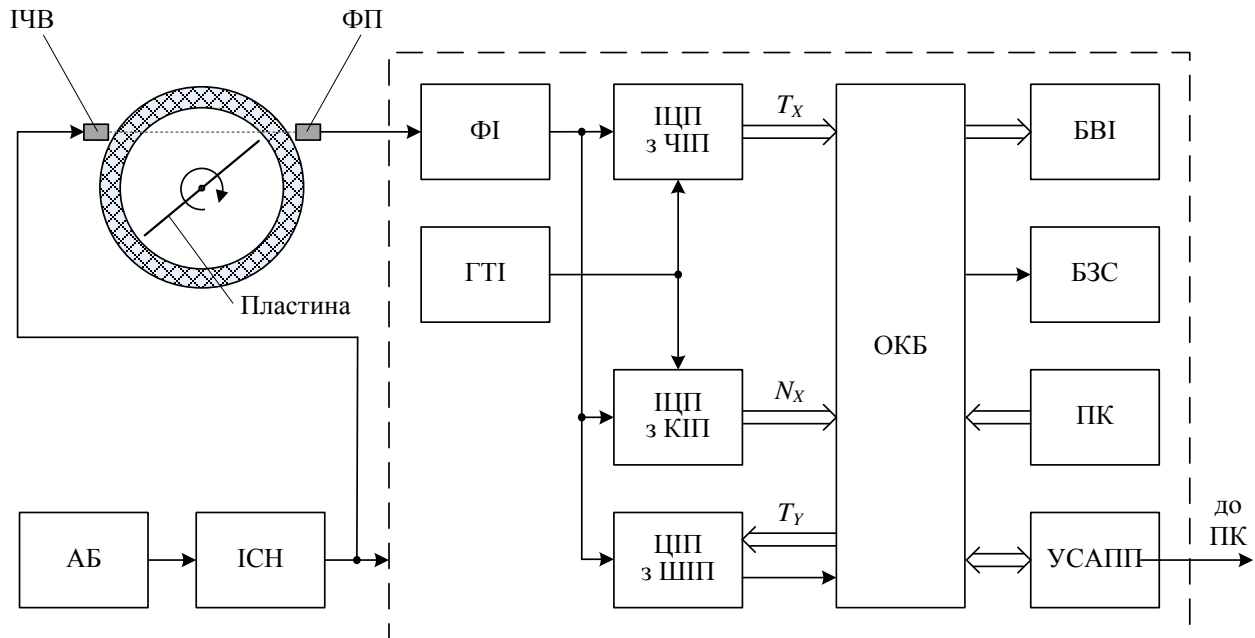 ІЧВ
ФП
Пластина
ФІ
ІЦП
з ЧІП
T_X
БВІ
ГТІ
БЗС
ОКБ
ІЦП
з КІП
N_X
ПК
АБ
ІСН
ЦІП
з ШІП
T_Y
УСАПП
до
ПК